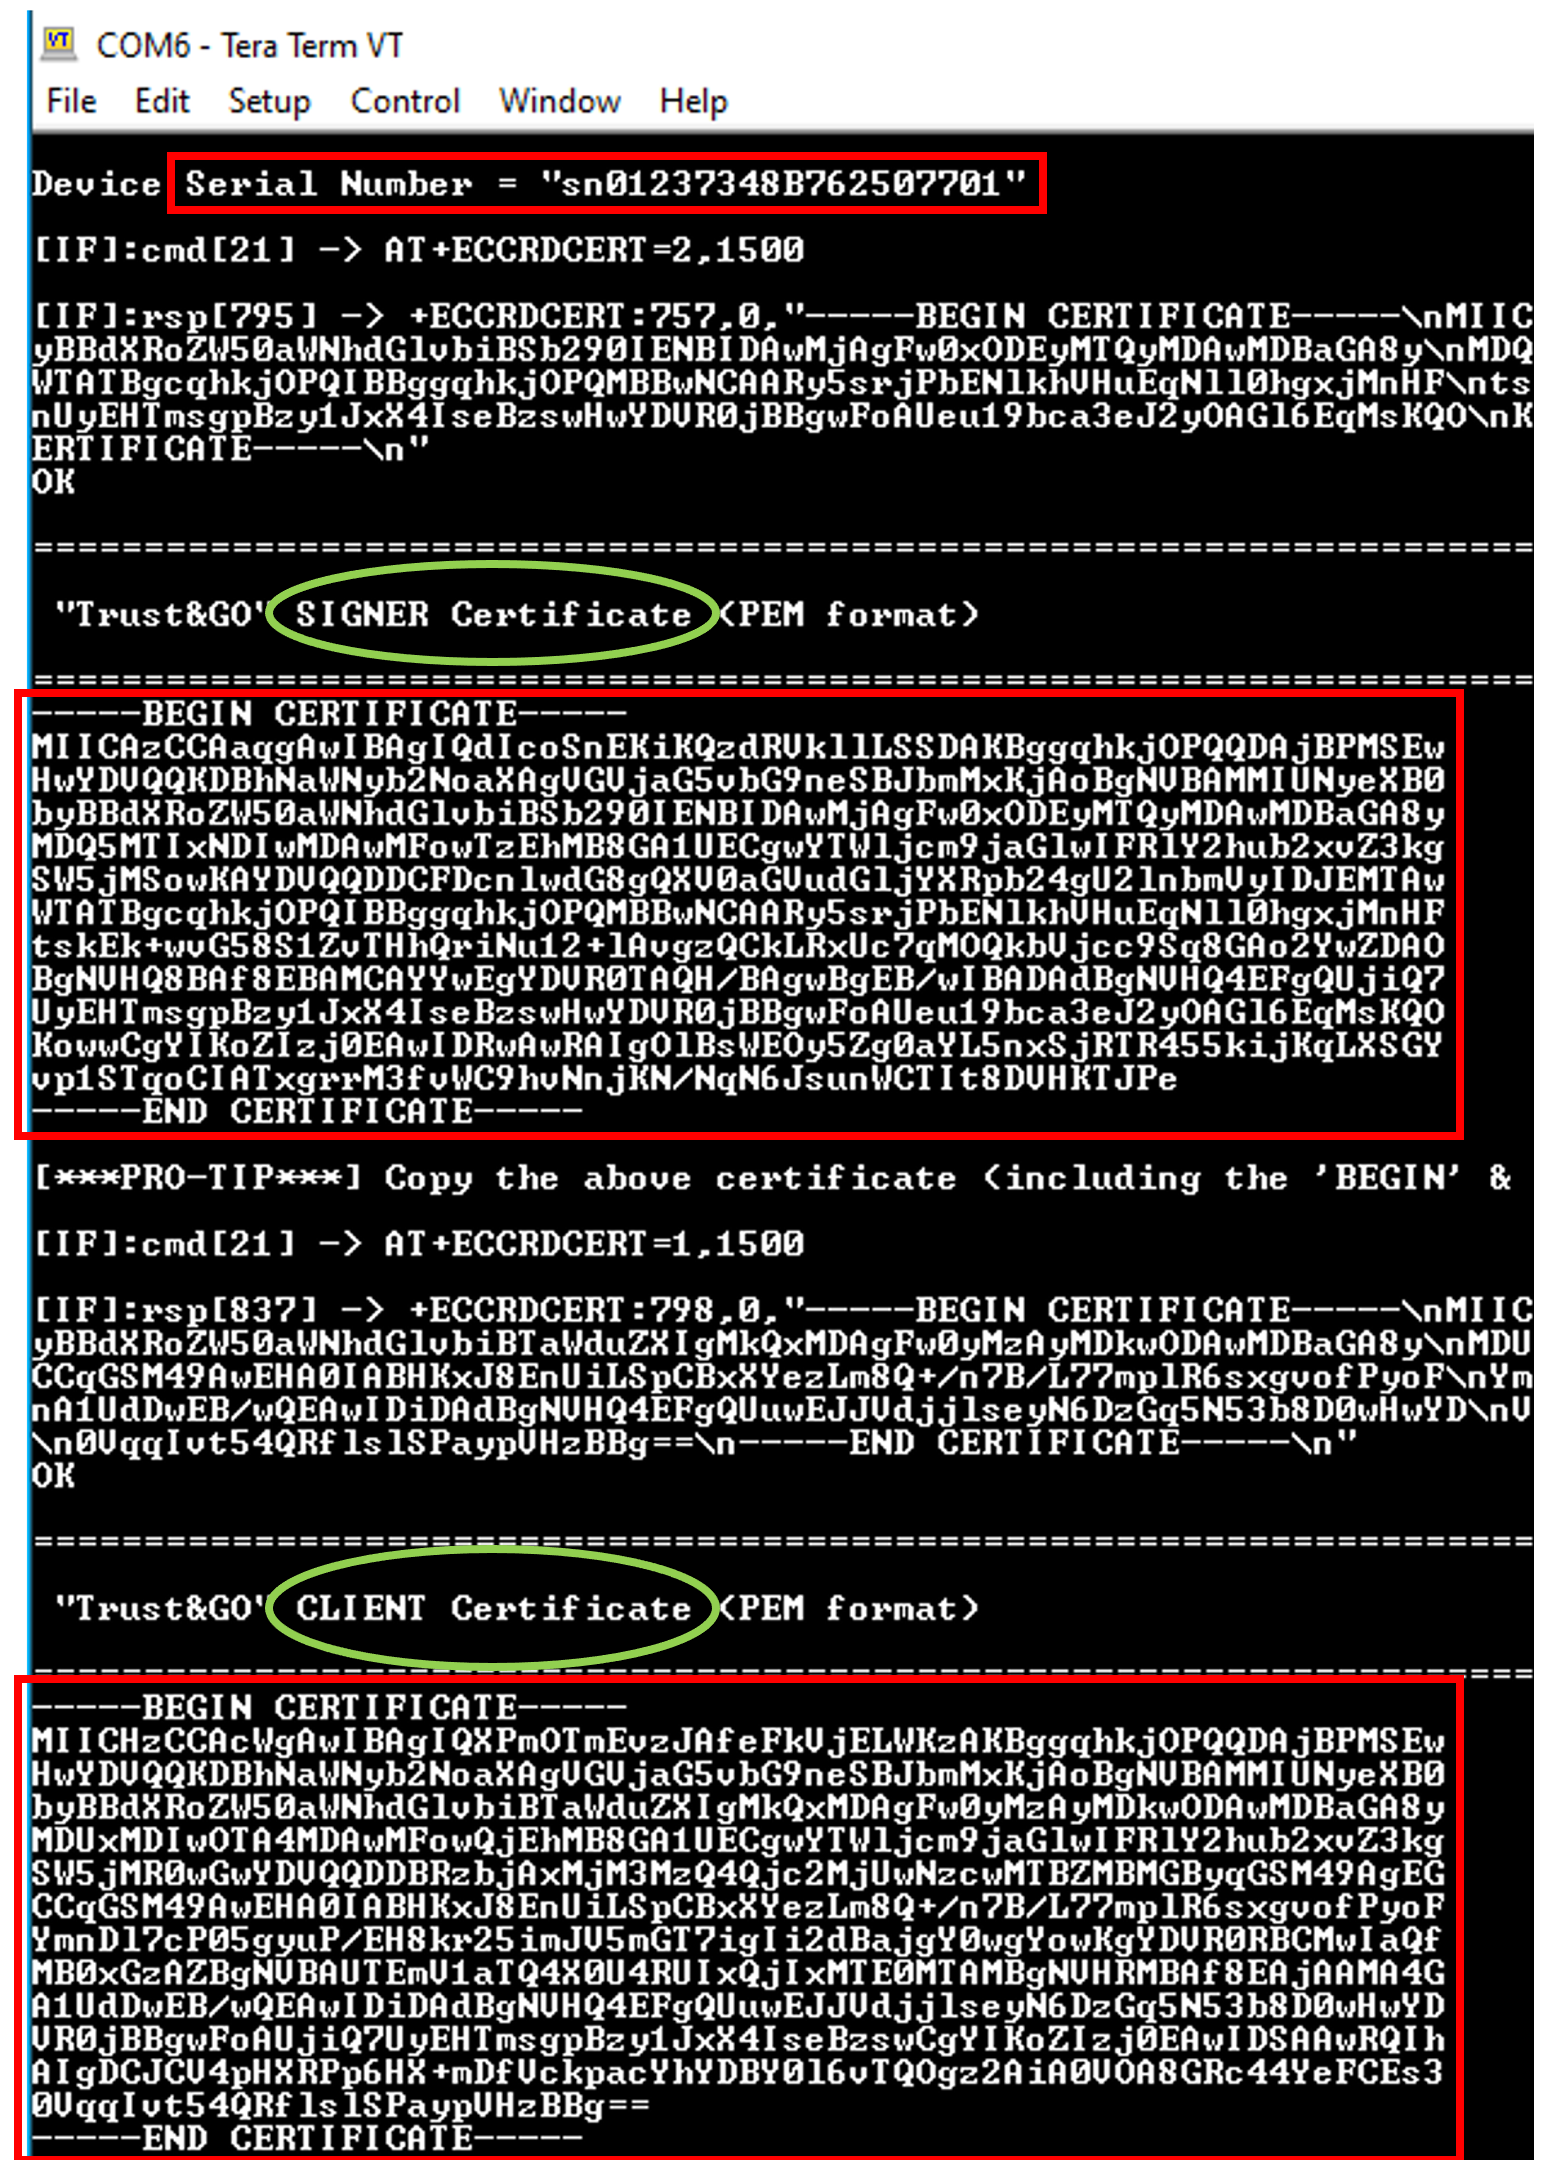 COM6 - Tera Term VT
File Edit Setup Control Window Help
Device Serial Number = "sn01237348B762507701"
[IF]:cmd[21] -> AT+ECCRDCERT=2,1500
[IF]:rsp[795] -> +ECCRDCERT:757,0,"-----BEGIN CERTIFICATE-----\nMIIC
yBBdXRoZW50aWNhdGlvbiBSb290IENBIDAwMjAgFw0xODEyMTQyMDAwMDBaGA8y\nMDQ
WTATBgcqhkjOPQIBBggqhkjOPQMBBwNCAARy5srjPbENlkhVHuEqNll0hgxjMnHF\nts
nUyEHTmsgpBzy1JxX4IseBzswHwYDVR0jBBgwFoAUeu19bca3eJ2yOAGl6EqMsKQO\nK
ERTIFICATE-----\n"
OK
====================================================================
"Trust&GO" SIGNER Certificate (PEM format)
====================================================================
-----BEGIN CERTIFICATE-----
MIICAzCCAaqgAwIBAgIQdIcoSnEKiKQzdRVkllLSSDAKBggqhkjOPQQDAjBPMSEw
HwYDVQQKDBhNaWNyb2NoaXAgVGVjaG5vbG9neSBJbmMxKjAoBgNVBAMMIUNyeXB0
byBBdXRoZW50aWNhdGlvbiBSb290IENBIDAwMjAgFw0xODEyMTQyMDAwMDBaGA8y
MDQ5MTIxNDIwMDAwMFowTzEhMB8GA1UECgwYTWljcm9jaGlwIFRlY2hub2xvZ3kg
SW5jMSowKAYDVQQDDCFDcnlwdG8gQXV0aGVudGljYXRpb24gU2lnbmVyIDJEMTAw
WTATBgcqhkjOPQIBBggqhkjOPQMBBwNCAARy5srjPbENlkhVHuEqNll0hgxjMnHF
tskEk+wvG58S1ZvTHhQriNu12+lAvgzQCkLRxUc7qMOQkbVjcc9Sq8GAo2YwZDAO
BgNVHQ8BAf8EBAMCAYYwEgYDVR0TAQH/BAgwBgEB/wIBADAdBgNVHQ4EFgQUjiQ7
UyEHTmsgpBzy1JxX4IseBzswHwYDVR0jBBgwFoAUeu19bca3eJ2yOAGl6EqMsKQO
KowwCgYIKoZIzj0EAwIDRwAwRAIgOlBsWEOy5Zg0aYL5nxSjRTR455kijKqLXSGY
vp1STqoCIATxgrrM3fvWC9hvNnjKN/NqN6JsunWCTIt8DVHKTJPe
-----END CERTIFICATE-----
[***PRO-TIP***] Copy the above certificate (including the 'BEGIN' &
[IF]:cmd[21] -> AT+ECCRDCERT=1,1500
[IF]:rsp[837] -> +ECCRDCERT:798,0,"-----BEGIN CERTIFICATE-----\nMIIC
yBBdXRoZW50aWNhdGlvbiBTaWduZXIgMkQxMDAgFw0yMzAyMDkwODAwMDBaGA8y\nMDU
CCqGSM49AwEHA0IABHKxJ8EnUiLSpCBxXYezLm8Q+/n7B/L77mplR6sxgvofPyoF\nYm
nA1UdDwEB/wQEAwIDiDAdBgNVHQ4EFgQUuwEJJVdjjlseyN6DzGq5N53b8D0wHwYD\nV
\n0VqqIvt54QRflslSPaypVHzBBg==\n-----END CERTIFICATE-----\n"
OK
====================================================================
"Trust&GO" CLIENT Certificate (PEM format)
====================================================================
-----BEGIN CERTIFICATE-----
MIICHzCCAcWgAwIBAgIQXPmOTmEvzJAfeFkVjELWKzAKBggqhkjOPQQDAjBPMSEw
HwYDVQQKDBhNaWNyb2NoaXAgVGVjaG5vbG9neSBJbmMxKjAoBgNVBAMMIUNyeXB0
byBBdXRoZW50aWNhdGlvbiBTaWduZXIgMkQxMDAgFw0yMzAyMDkwODAwMDBaGA8y
MDUxMDIwOTA4MDAwMFowQjEhMB8GA1UECgwYTWljcm9jaGlwIFRlY2hub2xvZ3kg
SW5jMR0wGwYDVQQDDBRzbjAxMjM3MzQ4Qjc2MjUwNzcwMTBZMBMGByqGSM49AgEG
CCqGSM49AwEHA0IABHKxJ8EnUiLSpCBxXYezLm8Q+/n7B/L77mplR6sxgvofPyoF
YmnDl7cP05gyuP/EH8kr25imJV5mGT7igIi2dBajgY0wgYowKgYDVR0RBCMwIaQf
MB0xGzAZBgNVBAUTEmV1aTQ4X0U4RUIxQjIxMTE0MTAMBgNVHRMBAf8EAjAAMA4G
A1UdDwEB/wQEAwIDiDAdBgNVHQ4EFgQUuwEJJVdjjlseyN6DzGq5N53b8D0wHwYD
VR0jBBgwFoAUjiQ7UyEHTmsgpBzy1JxX4IseBzswCgYIKoZIzj0EAwIDSAAwRQIh
AIgDCJCV4pHXRPp6HX+mDfVckpacYhYDBY0l6vTQOgz2AiA0VOA8GRc44YeFCEs3
0VqqIvt54QRflslSPaypVHzBBg==
-----END CERTIFICATE-----